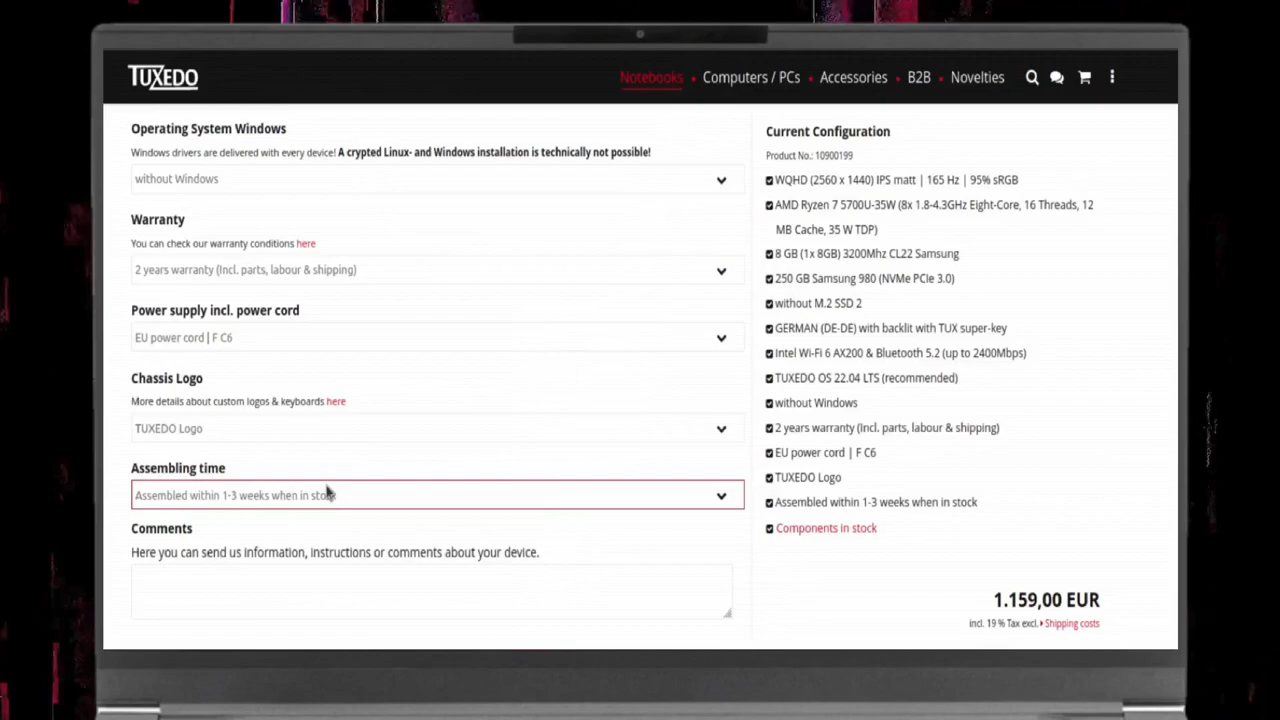 TUXEDO
Notebooks • Computers / PCs • Accessories • B2B • Novelties
Operating System Windows
Windows drivers are delivered with every device! A crypted Linux- and Windows installation is technically not possible!
without Windows
Warranty
You can check our warranty conditions here
2 years warranty (Incl. parts, labour & shipping)
Power supply incl. power cord
EU power cord | F C6
Chassis Logo
More details about custom logos & keyboards here
TUXEDO Logo
Assembling time
Assembled within 1-3 weeks when in stock
Comments
Here you can send us information, instructions or comments about your device.
Current Configuration
Product No.: 10900199
WQHD (2560 x 1440) IPS matt | 165 Hz | 95% sRGB
AMD Ryzen 7 5700U-35W (8x 1.8-4.3GHz Eight-Core, 16 Threads, 12
MB Cache, 35 W TDP)
8 GB (1x 8GB) 3200Mhz CL22 Samsung
250 GB Samsung 980 (NVMe PCIe 3.0)
without M.2 SSD 2
GERMAN (DE-DE) with backlit with TUX super-key
Intel Wi-Fi 6 AX200 & Bluetooth 5.2 (up to 2400Mbps)
TUXEDO OS 22.04 LTS (recommended)
without Windows
2 years warranty (Incl. parts, labour & shipping)
EU power cord | F C6
TUXEDO Logo
Assembled within 1-3 weeks when in stock
Components in stock
1.159,00 EUR
incl. 19 % Tax excl. Shipping costs